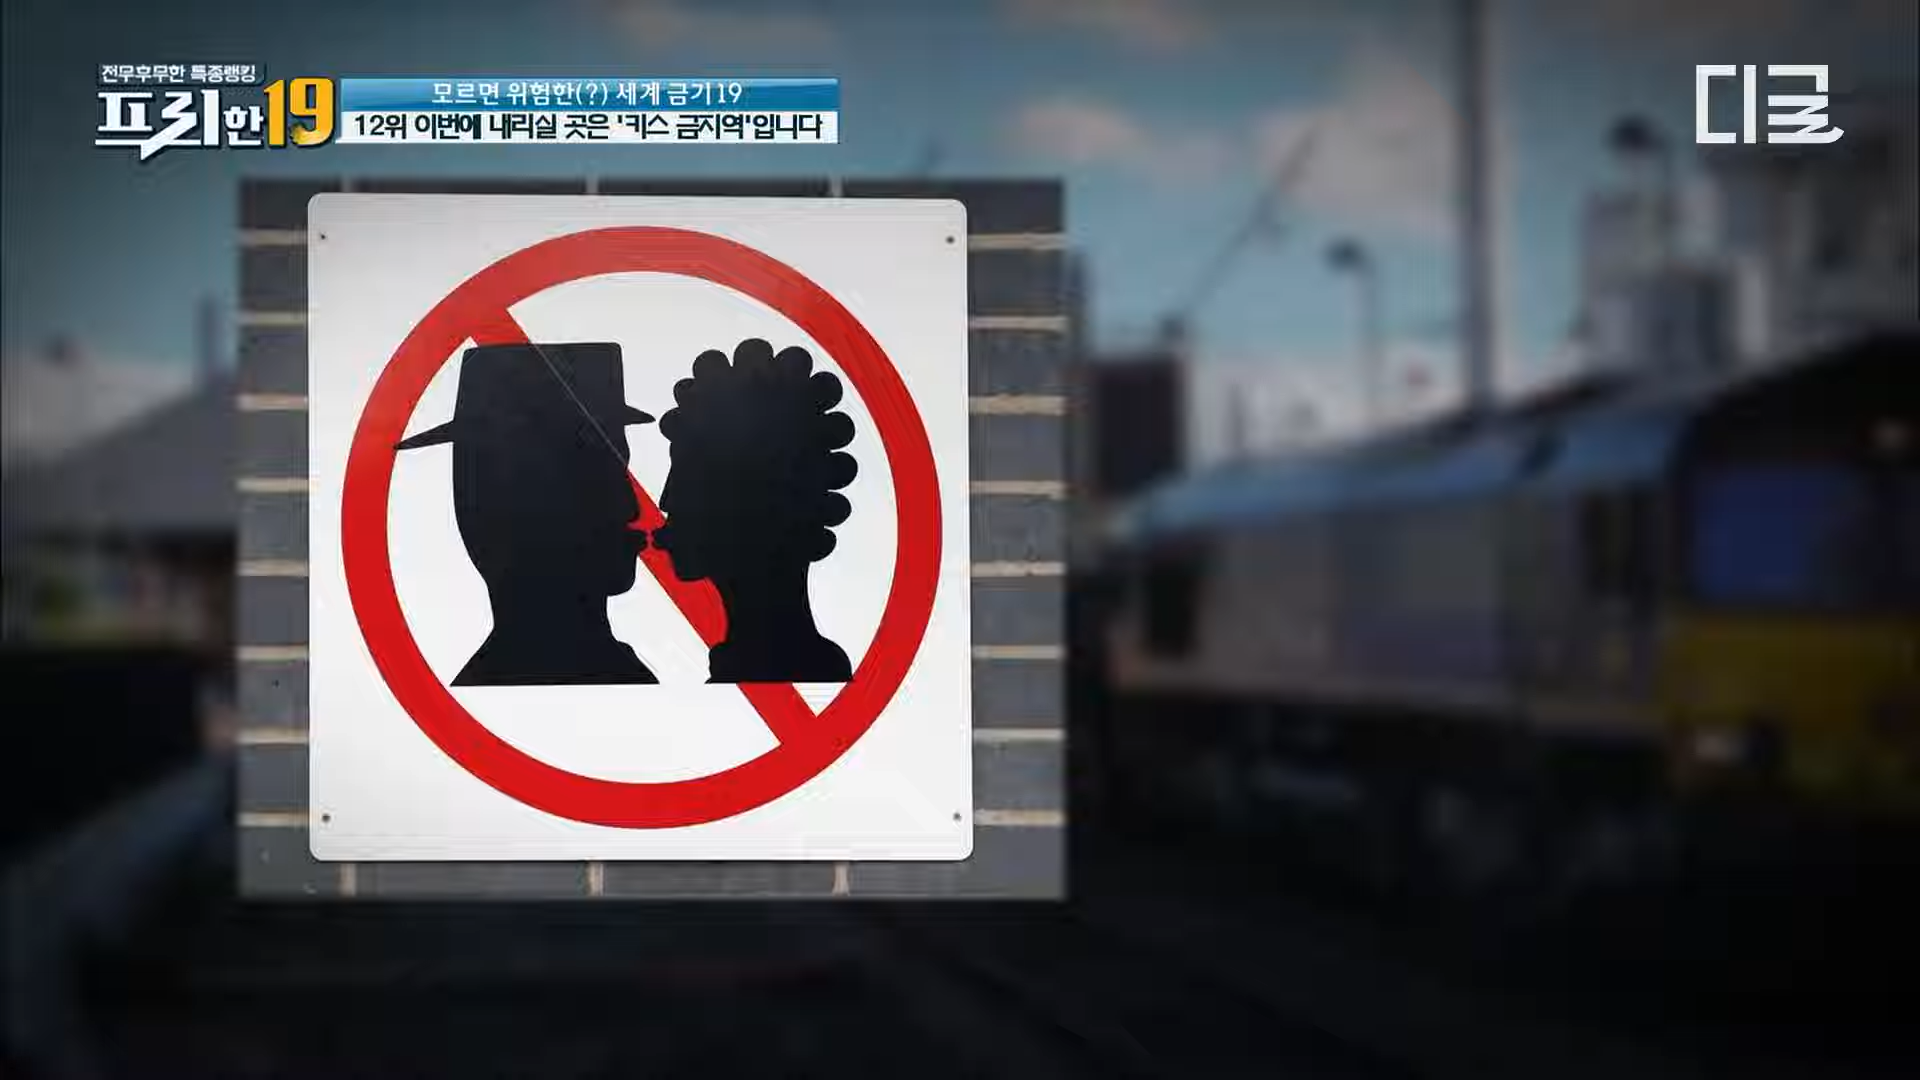 전무후무한 특종랭킹
프리한19
모르면 위험한(?) 세계 금기 19
12위 이번에 내리실 곳은 '키스 금지역'입니다
디글